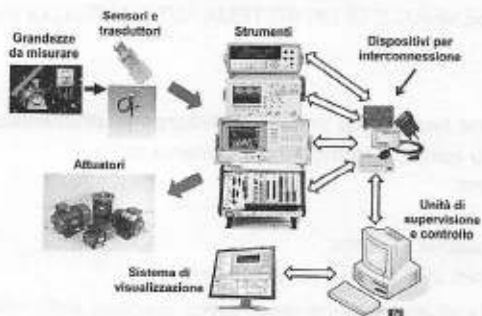 Sensori e
trasduttori
Grandezze
da misurare
Strumenti
Dispositivi per
interconnessione
Attuatori
Unità di
supervisione
e controllo
Sistema di
visualizzazione